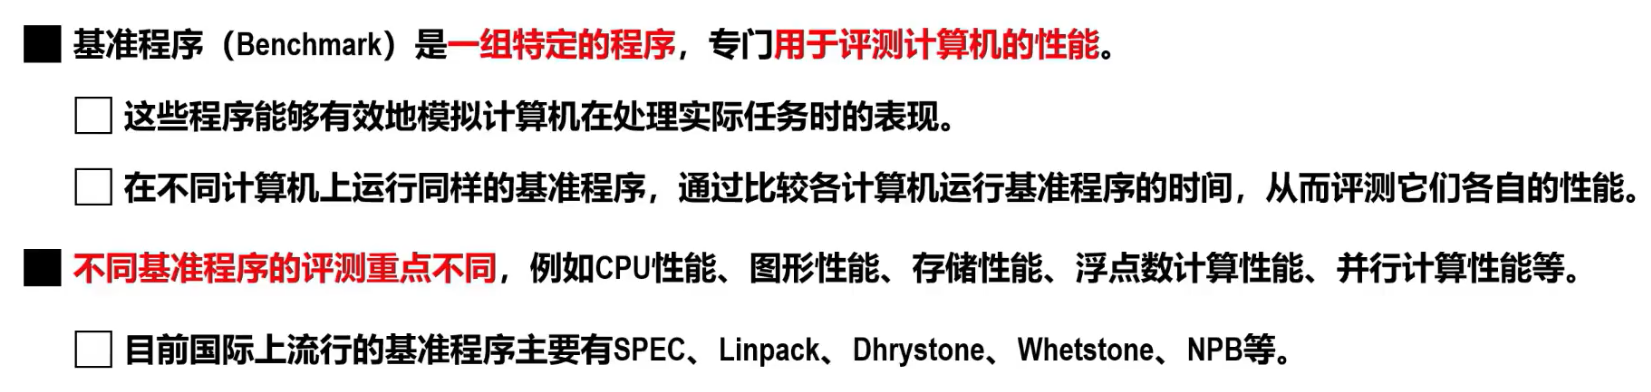 基准程序（Benchmark）是一组特定的程序，专门用于评测计算机的性能。
这些程序能够有效地模拟计算机在处理实际任务时的表现。
在不同计算机上运行同样的基准程序，通过比较各计算机运行基准程序的时间，从而评测它们各自的性能。
不同基准程序的评测重点不同，例如CPU性能、图形性能、存储性能、浮点数计算性能、并行计算性能等。
目前国际上流行的基准程序主要有SPEC、Linpack、Dhrystone、Whetstone、NPB等。